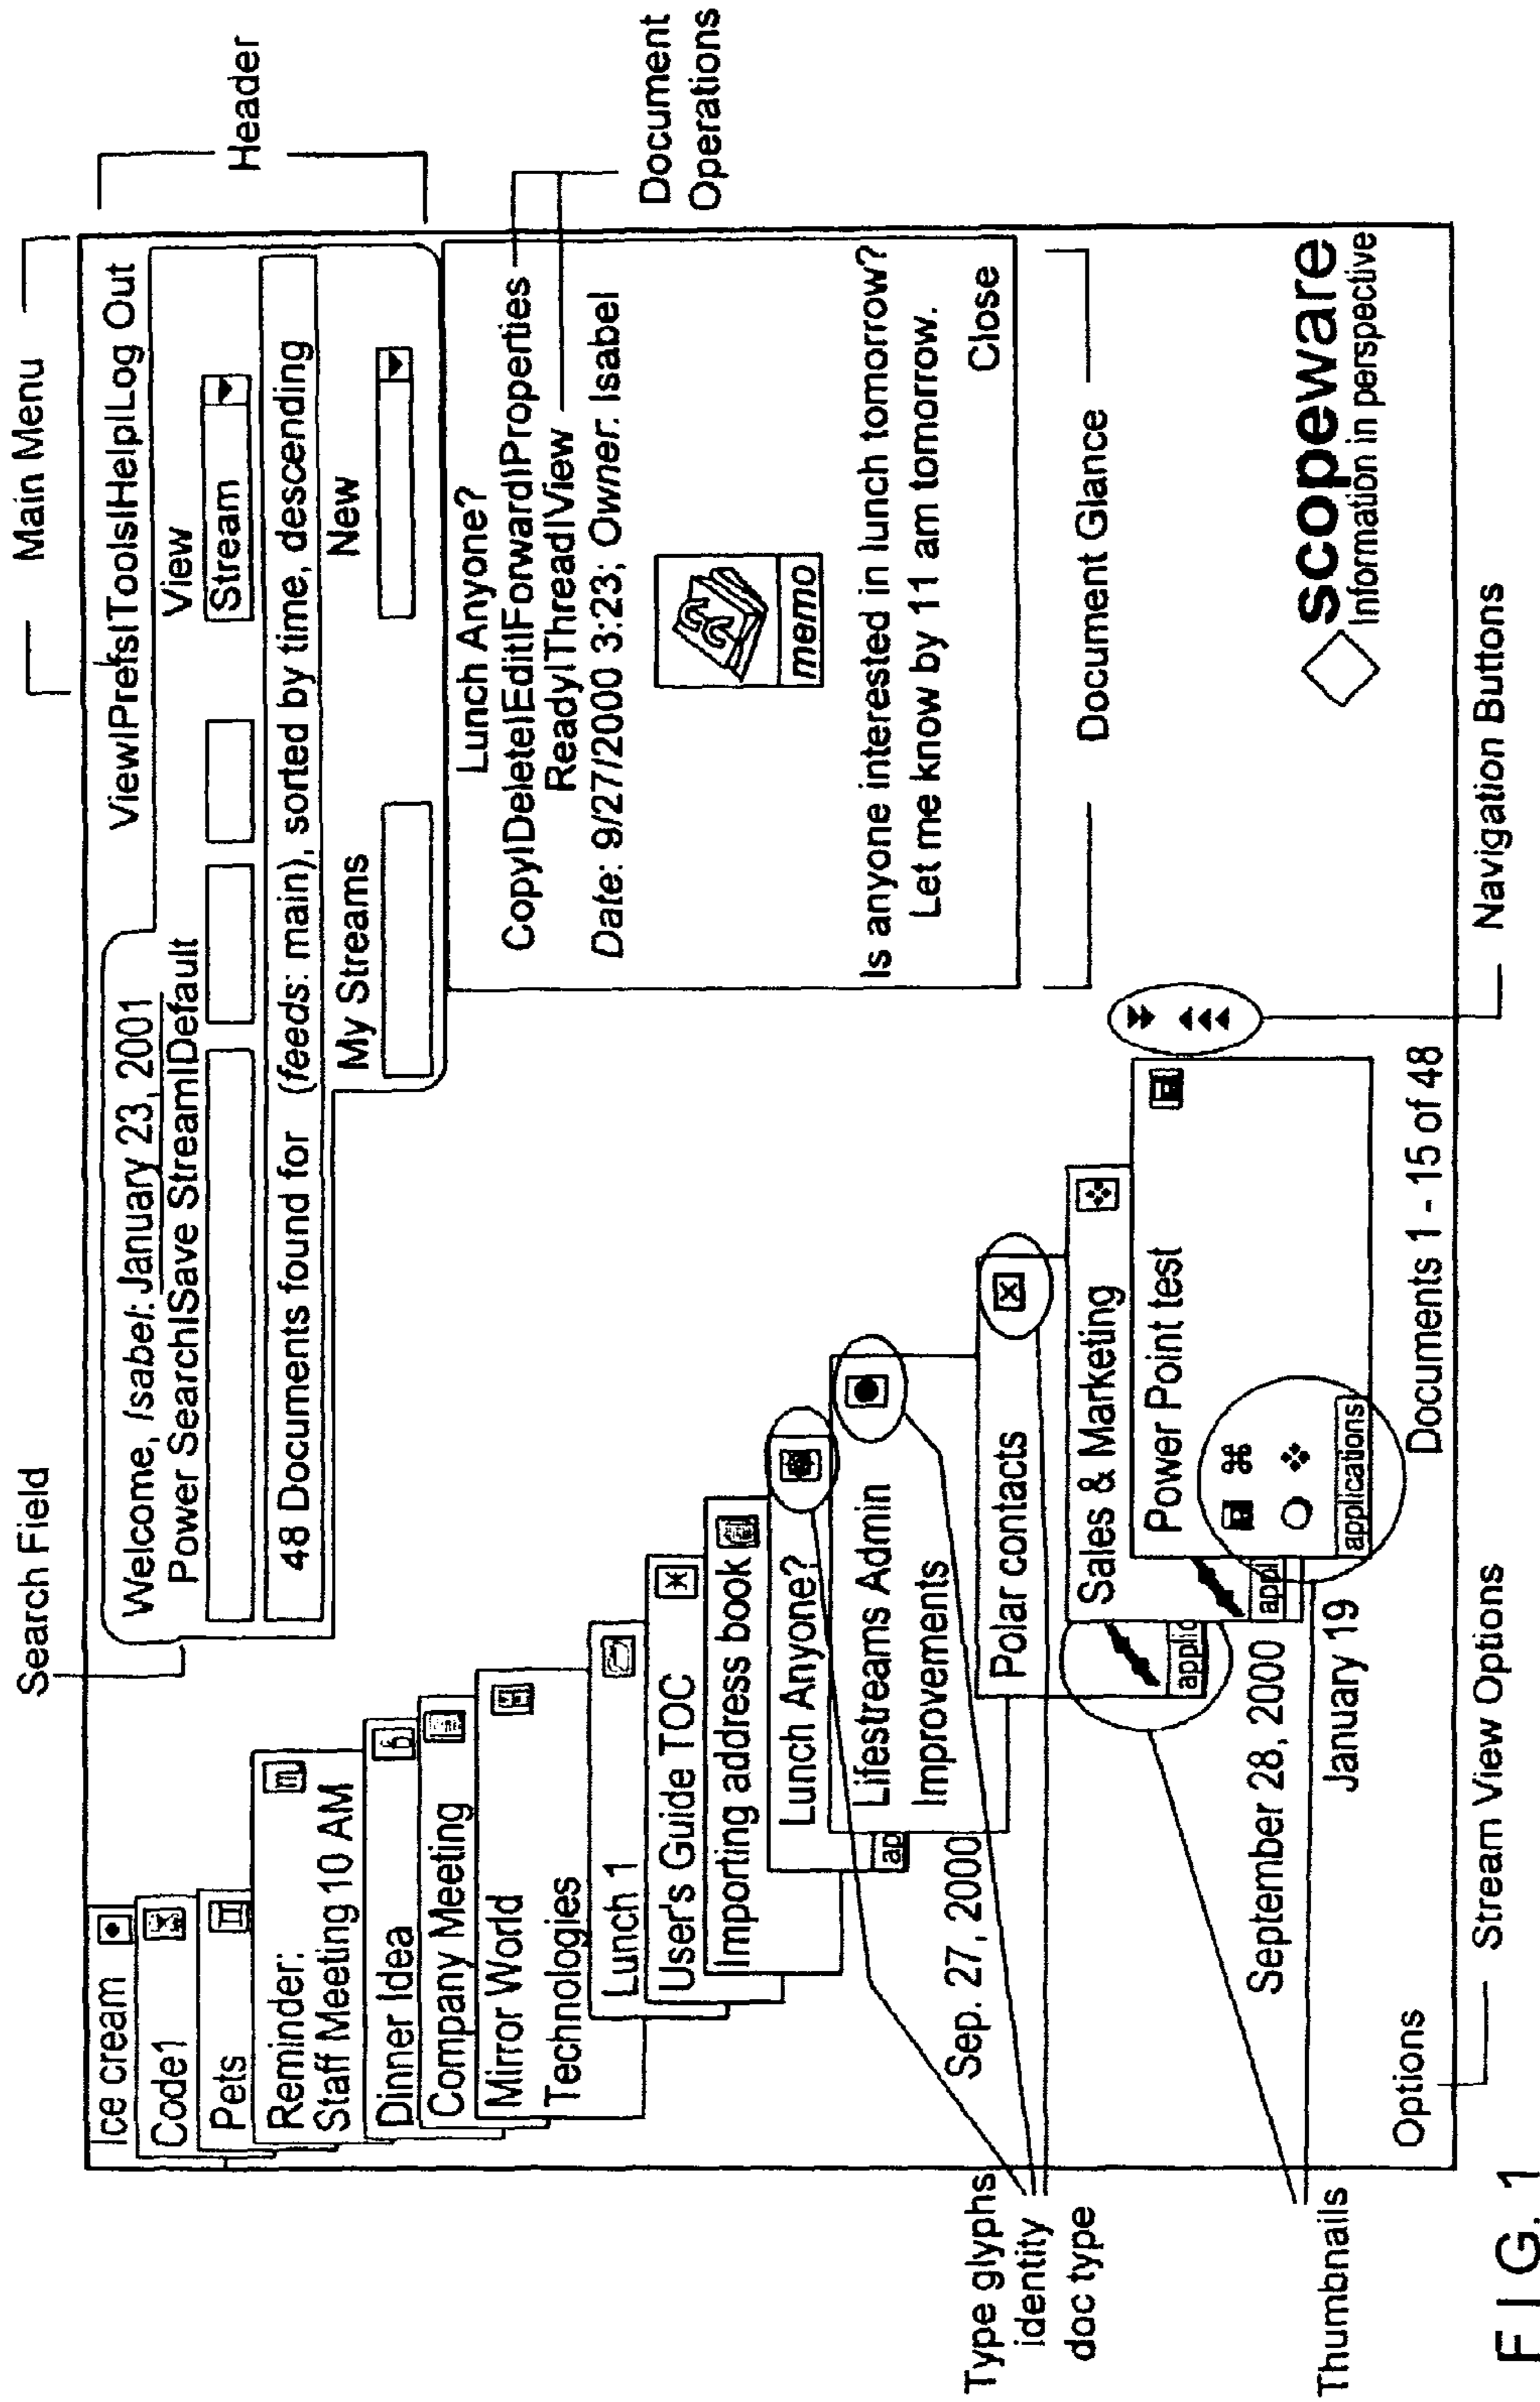 Search Field
Main Menu
Header
Welcome, Isabel: January 23, 2001
View|Prefs|Tools|Help|Log Out
Power Search|Save Stream|Default
View
Stream
48 Documents found for (feeds: main), sorted by time, descending
My Streams
New
Ice cream
Code1
Pets
Reminder:
Staff Meeting 10 AM
Dinner Idea
Company Meeting
Mirror World
Technologies
Lunch 1
User's Guide TOC
Importing address book
Lunch Anyone?
ap
Lifestreams Admin
Improvements
Sep. 27, 2000
Polar contacts
applic
Sales & Marketing
appl
September 28, 2000
Power Point test
applications
January 19
Lunch Anyone?
Copy|Delete|Edit|Forward|Properties
Ready|Thread|View
Date: 9/27/2000 3:23; Owner: Isabel
memo
Is anyone interested in lunch tomorrow?
Let me know by 11 am tomorrow.
Close
Document
Operations
Document Glance
scopeware
Information in perspective
Options
Documents 1 - 15 of 48
Type glyphs
identity
doc type
Thumbnails
Stream View Options
Navigation Buttons
FIG. 1